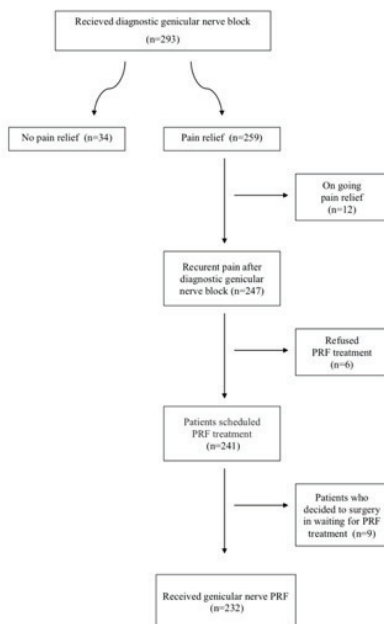 Recieved diagnostic genicular nerve block
(n=293)
No pain relief (n=34)
Pain relief (n=259)
On going
pain relief
(n=12)
Recurent pain after
diagnostic genicular
nerve block (n=247)
Refused
PRF treatment
(n=6)
Patients scheduled
PRF treatment
(n=241)
Patients who
decided to surgery
in waiting for PRF
treatment (n=9)
Received genicular nerve PRF
(n=232)